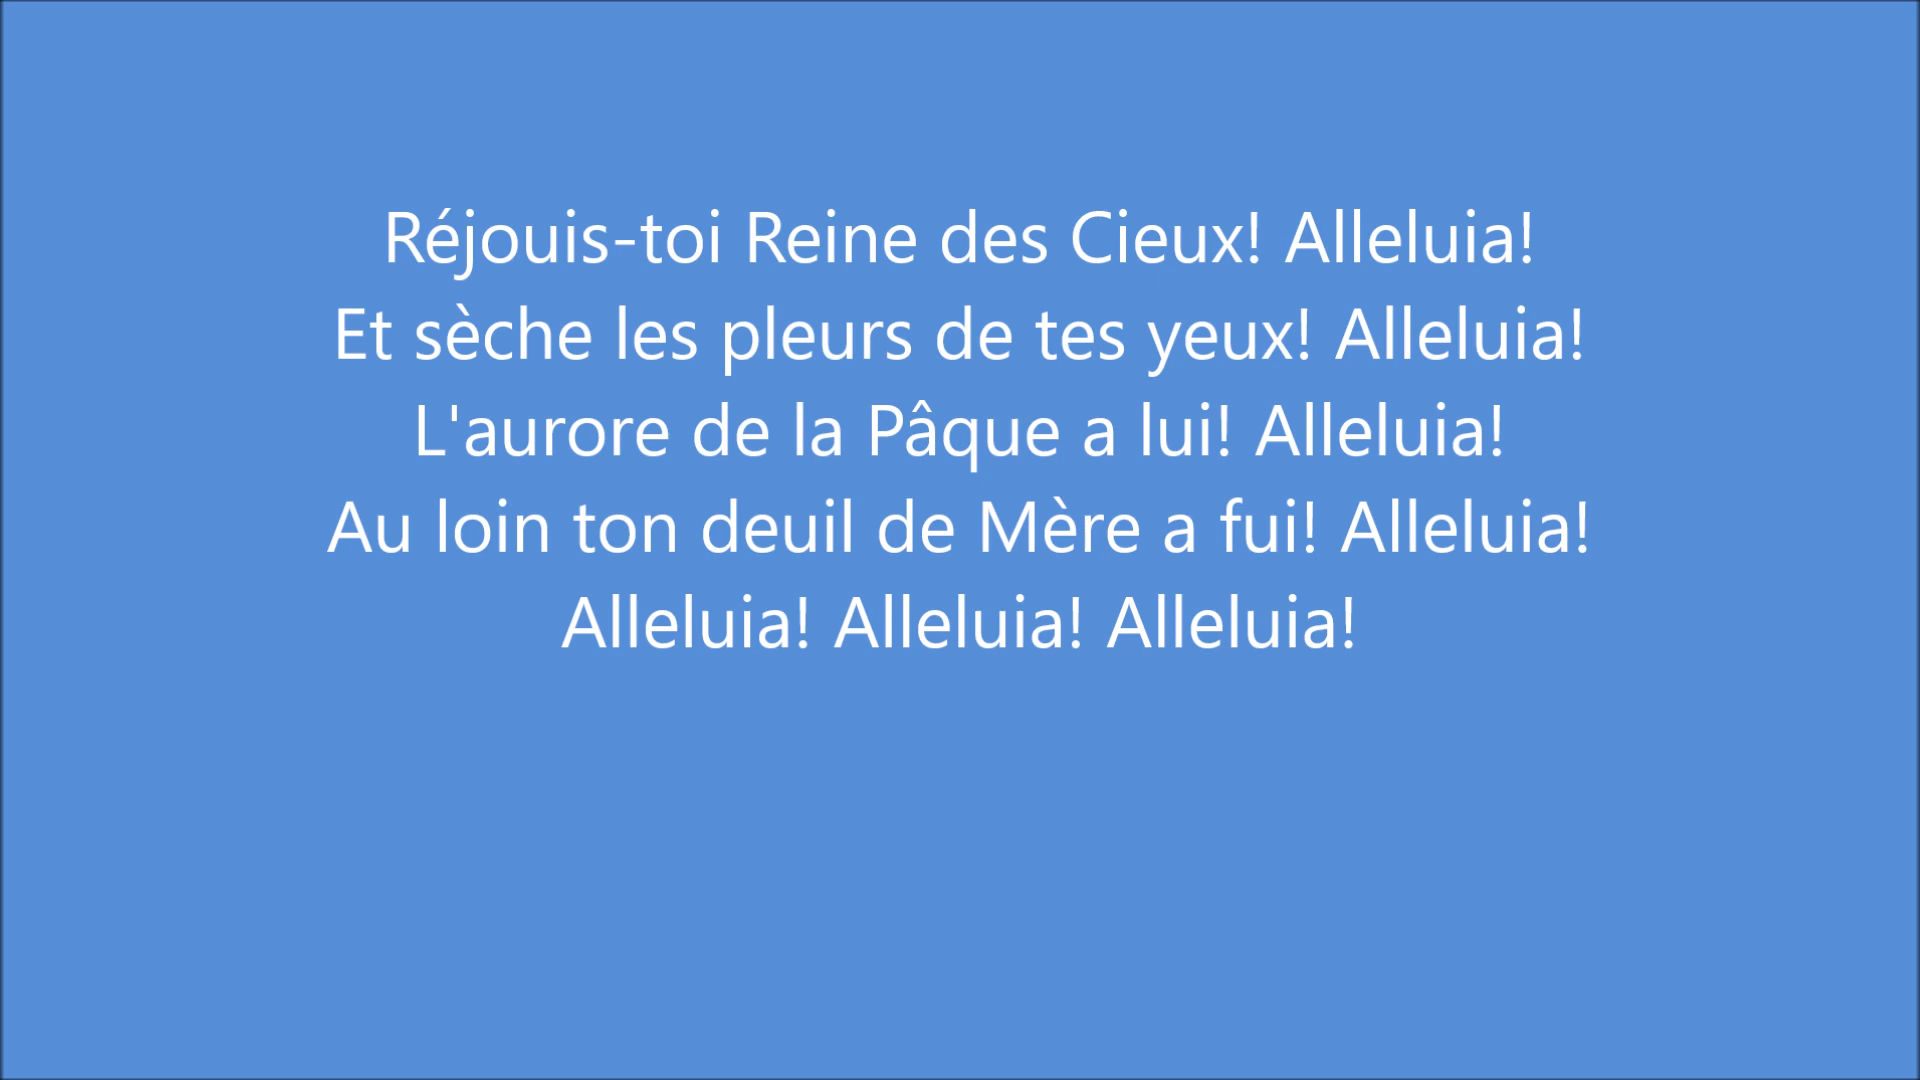 Réjouis-toi Reine des Cieux! Alleluia!
Et sèche les pleurs de tes yeux! Alleluia!
L'aurore de la Pâque a lui! Alleluia!
Au loin ton deuil de Mère a fui! Alleluia!
Alleluia! Alleluia! Alleluia!